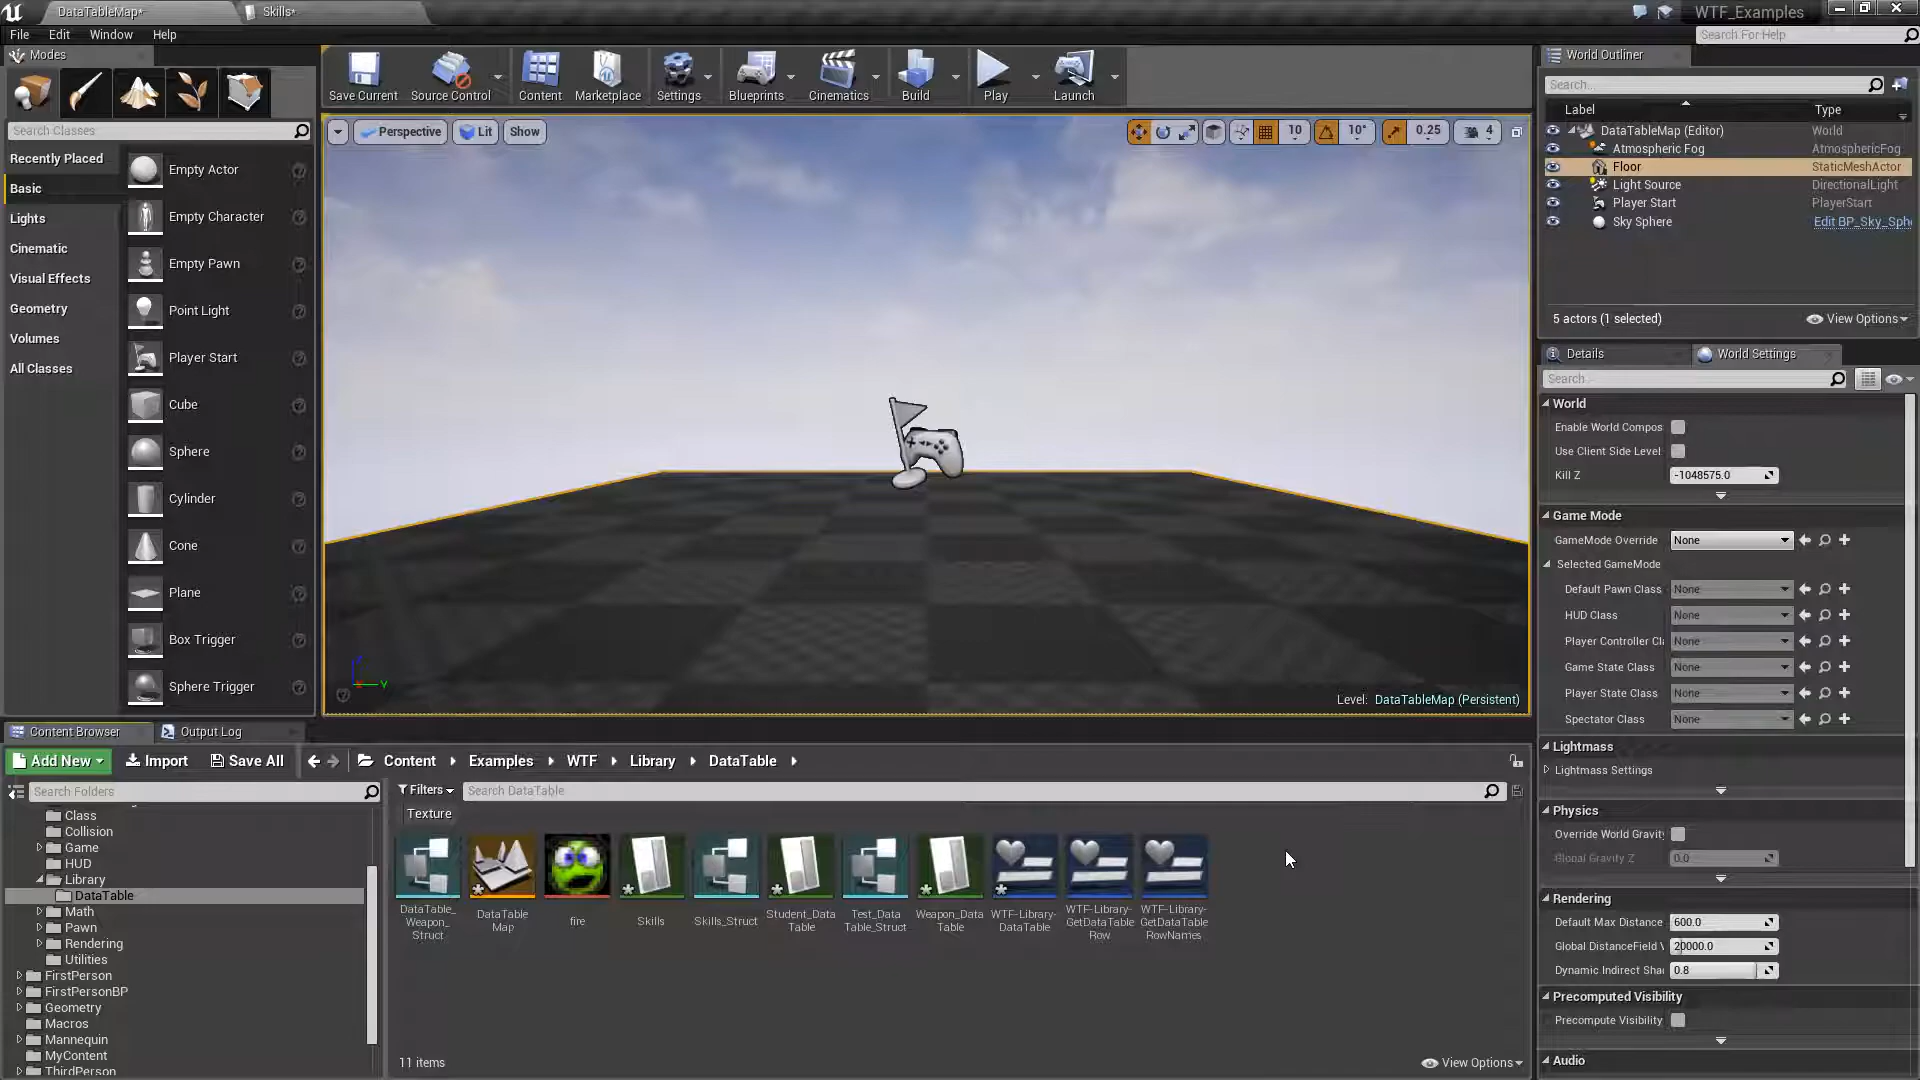 DataTableMap*
Skills*
WTF_Examples
File Edit Window Help
Search For Help
Modes
Save Current
Source Control
Content
Marketplace
Settings
Blueprints
Cinematics
Build
Play
Launch
World Outliner
Search...
Label
Type
DataTableMap (Editor)
World
Atmospheric Fog
AtmosphericFog
Floor
StaticMeshActor
Light Source
DirectionalLight
Player Start
PlayerStart
Sky Sphere
Edit BP_Sky_Sph
5 actors (1 selected)
View Options
Search Classes
Recently Placed
Basic
Lights
Cinematic
Visual Effects
Geometry
Volumes
All Classes
Empty Actor
Empty Character
Empty Pawn
Point Light
Player Start
Cube
Sphere
Cylinder
Cone
Plane
Box Trigger
Sphere Trigger
Perspective
Lit
Show
10
10°
0.25
4
Z
Y
Level: DataTableMap (Persistent)
Details
World Settings
Search
World
Enable World Compos
Use Client Side Level
Kill Z
-1048575.0
Game Mode
GameMode Override
None
Selected GameMode
Default Pawn Class
None
HUD Class
None
Player Controller Cl
None
Game State Class
None
Player State Class
None
Spectator Class
None
Lightmass
Lightmass Settings
Physics
Override World Gravit
Global Gravity Z
0.0
Rendering
Default Max Distance
600.0
Global DistanceField V
20000.0
Dynamic Indirect Sha
0.8
Precomputed Visibility
Precompute Visibility
Audio
Content Browser
Output Log
Add New
Import
Save All
Content
Examples
WTF
Library
DataTable
Search Folders
Filters
Search DataTable
Texture
Class
Collision
Game
HUD
Library
DataTable
Math
Pawn
Rendering
Utilities
FirstPerson
FirstPersonBP
Geometry
Macros
Mannequin
MyContent
ThirdPerson
DataTable_
Weapon_
Struct
DataTable
Map
fire
Skills
Skills_Struct
Student_Data
Table
Test_Data
Table_Struct
Weapon_Data
Table
WTF-Library-
DataTable
WTF-Library-
GetDataTable
Row
WTF-Library-
GetDataTable
RowNames
11 items
View Options